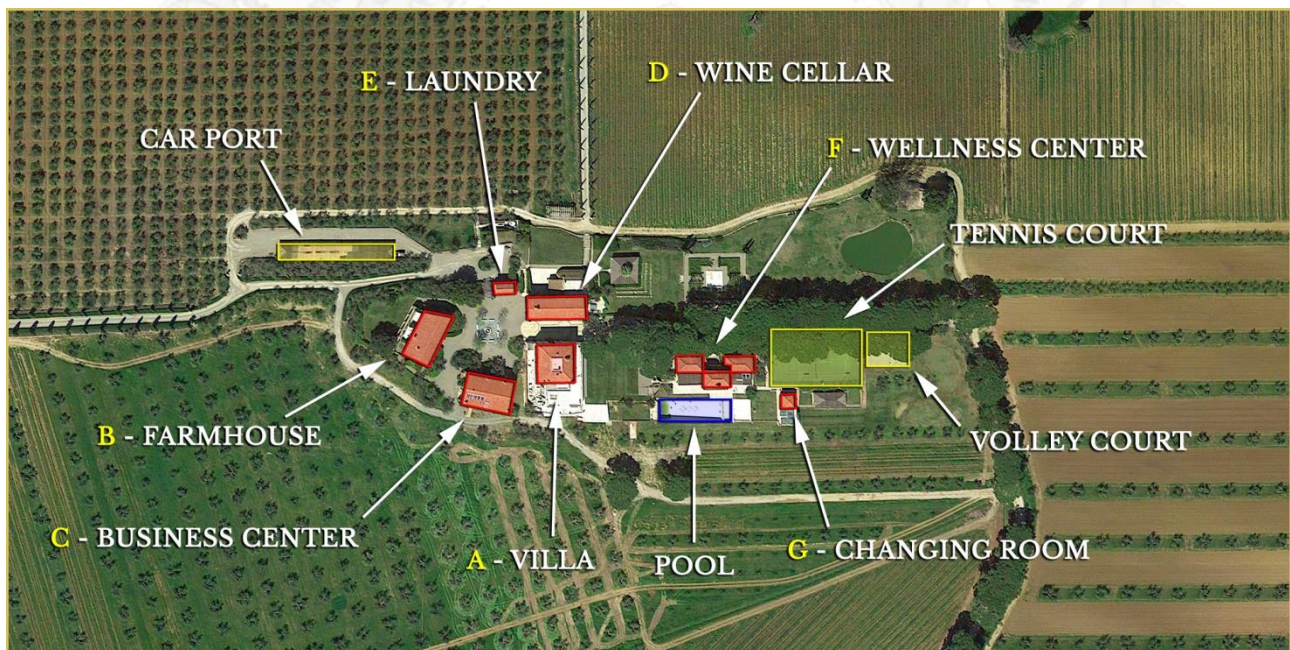 D - WINE CELLAR
E - LAUNDRY
CAR PORT
F - WELLNESS CENTER
TENNIS COURT
B - FARMHOUSE
VOLLEY COURT
C - BUSINESS CENTER
A - VILLA
POOL
G - CHANGING ROOM